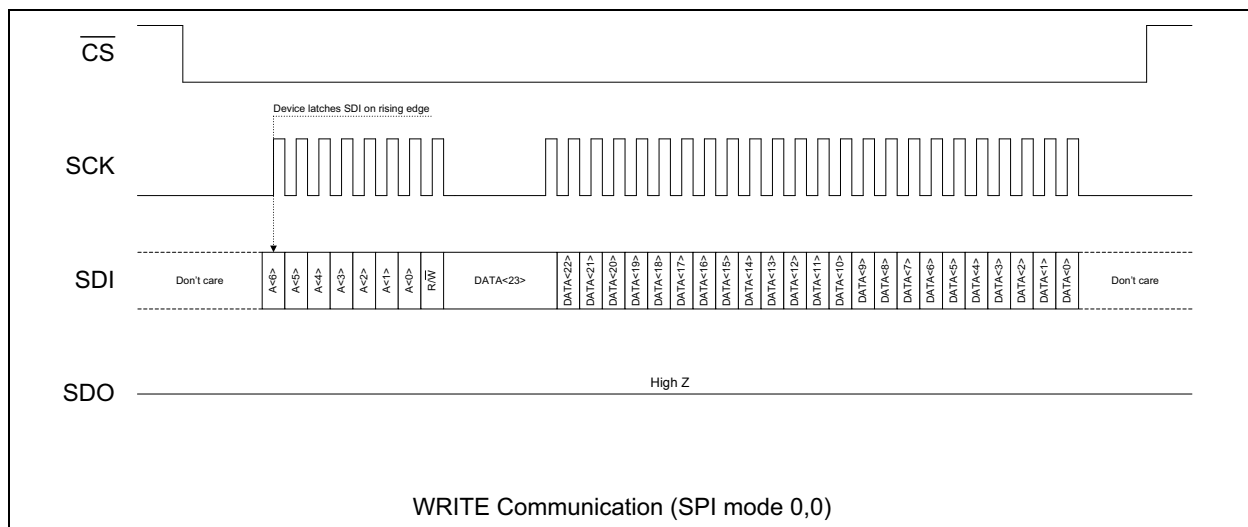 CS
Device latches SDI on rising edge
SCK
SDI
Don't care
A<6>
A<5>
A<4>
A<3>
A<2>
A<1>
A<0>
R/W
DATA<23>
DATA<22>
DATA<21>
DATA<20>
DATA<19>
DATA<18>
DATA<17>
DATA<16>
DATA<15>
DATA<14>
DATA<13>
DATA<12>
DATA<11>
DATA<10>
DATA<9>
DATA<8>
DATA<7>
DATA<6>
DATA<5>
DATA<4>
DATA<3>
DATA<2>
DATA<1>
DATA<0>
Don't care
High Z
SDO
WRITE Communication (SPI mode 0,0)